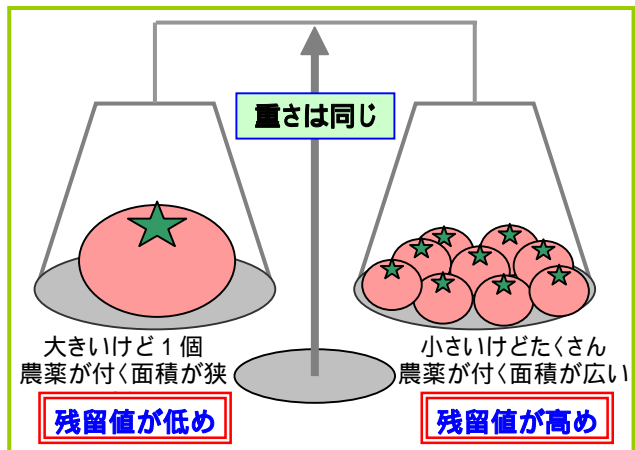 重さは同じ
大きいけど１個
農薬が付く面積が狭
残留値が低め
小さいけどたくさん
農薬が付く面積が広い
残留値が高め